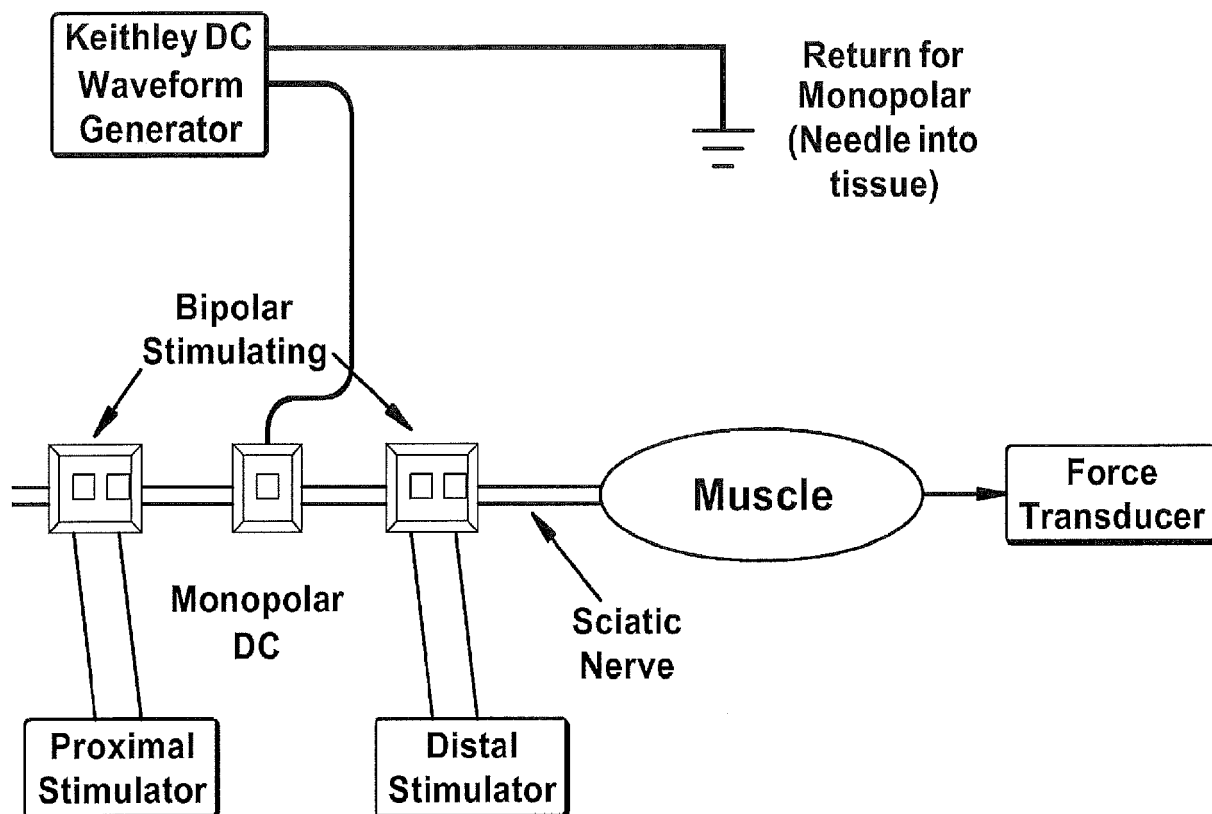 Keithley DC
Waveform
Generator
Return for
Monopolar
(Needle into
tissue)
Bipolar
Stimulating
Muscle
Force
Transducer
Monopolar
DC
Sciatic
Nerve
Proximal
Stimulator
Distal
Stimulator